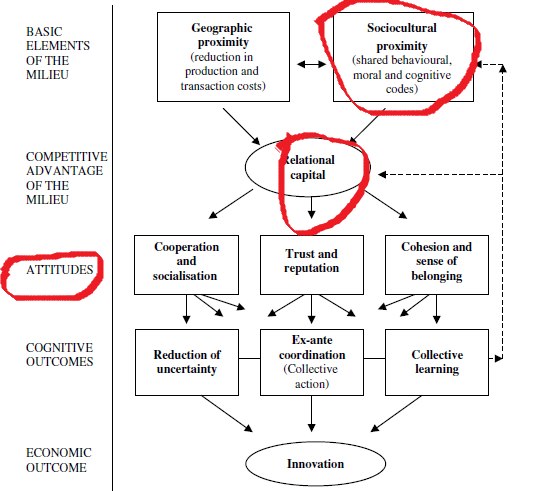 BASIC
ELEMENTS
OF THE
MILIEU
Geographic
proximity
(reduction in
production and
transaction costs)
Sociocultural
proximity
(shared behavioural,
moral and cognitive
codes)
COMPETITIVE
ADVANTAGE
OF THE
MILIEU
Relational
capital
ATTITUDES
Cooperation
and
socialisation
Trust and
reputation
Cohesion and
sense of
belonging
COGNITIVE
OUTCOMES
Reduction of
uncertainty
Ex-ante
coordination
(Collective
action)
Collective
learning
ECONOMIC
OUTCOME
Innovation